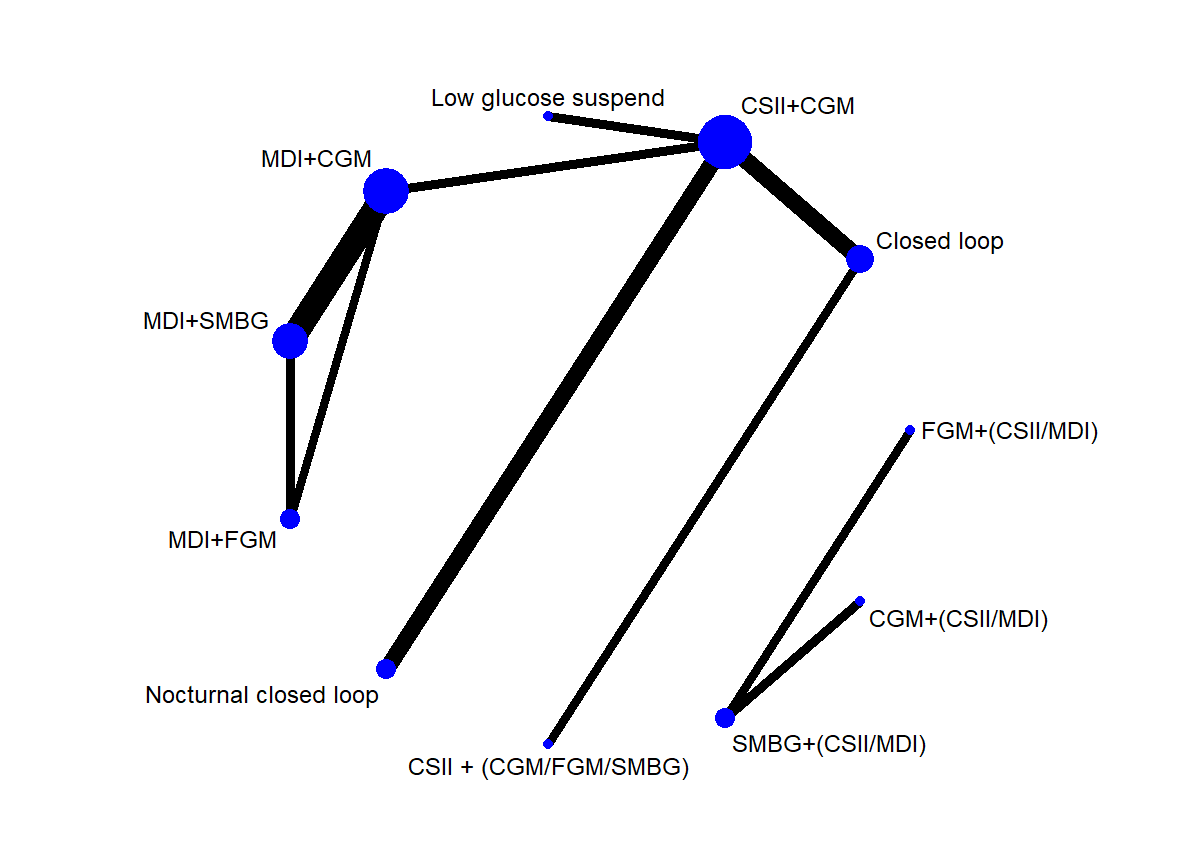 Low glucose suspend
CSII+CGM
MDI+CGM
Closed loop
MDI+SMBG
FGM+(CSII/MDI)
MDI+FGM
CGM+(CSII/MDI)
Nocturnal closed loop
SMBG+(CSII/MDI)
CSII + (CGM/FGM/SMBG)